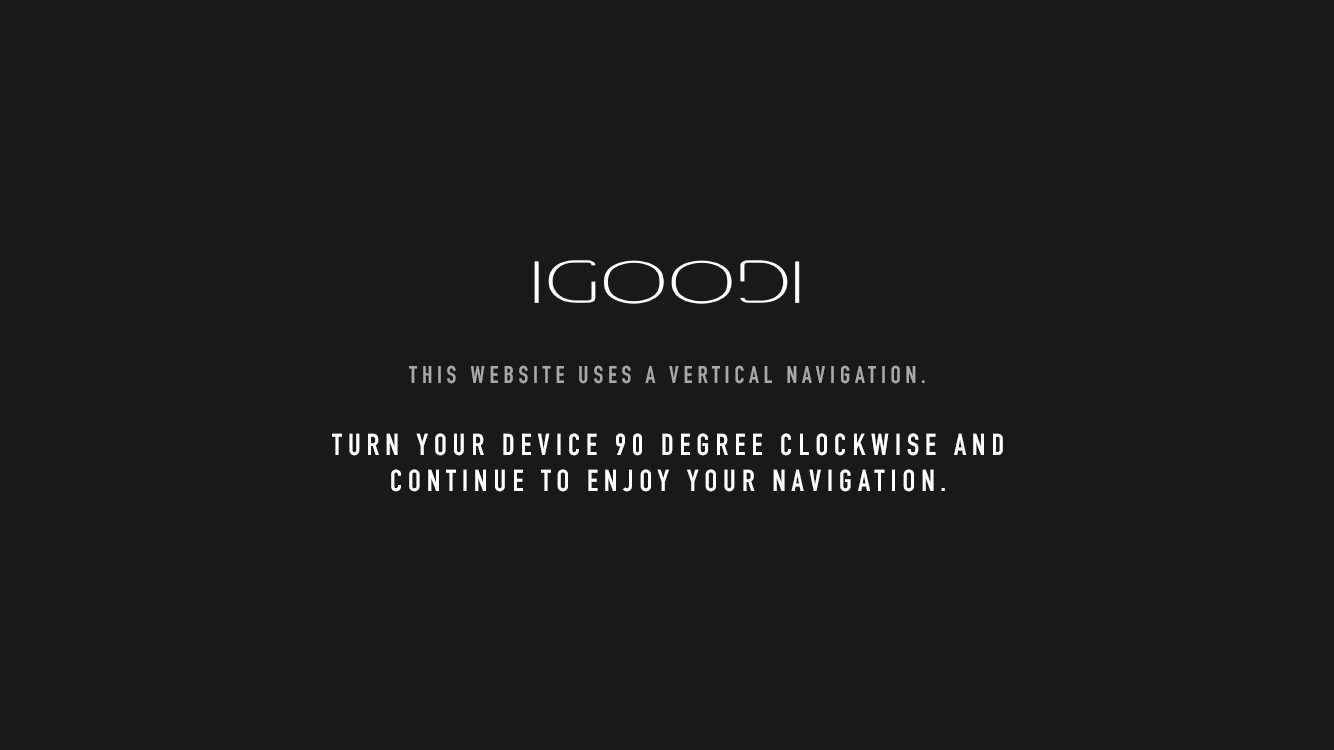 IGOODI
THIS WEBSITE USES A VERTICAL NAVIGATION.
TURN YOUR DEVICE 90 DEGREE CLOCKWISE AND
CONTINUE TO ENJOY YOUR NAVIGATION.